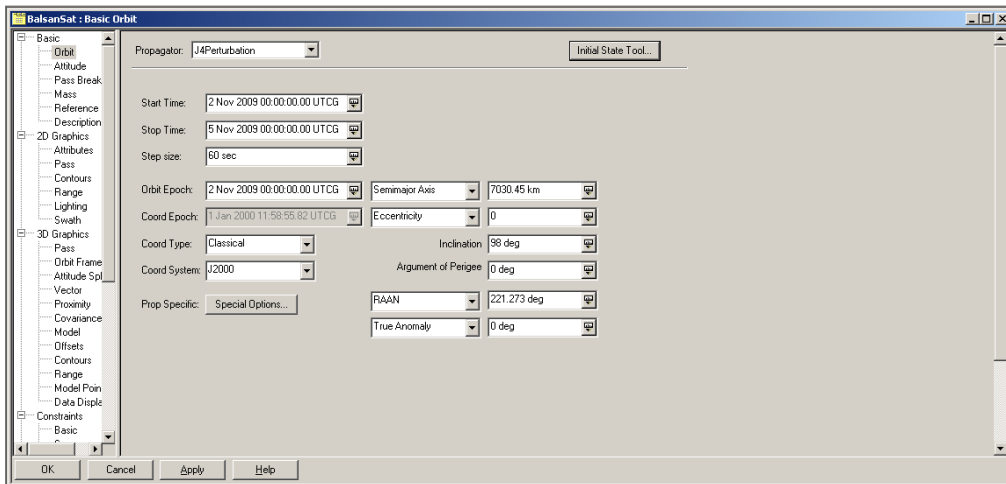 BalsanSat : Basic Orbit
Basic
Orbit
Attitude
Pass Break
Mass
Reference
Description
2D Graphics
Attributes
Pass
Contours
Range
Lighting
Swath
3D Graphics
Pass
Orbit Frame
Attitude Sph
Vector
Proximity
Covariance
Model
Offsets
Contours
Range
Model Poin
Data Displa
Constraints
Basic
Propagator: J4Perturbation
Initial State Tool...
Start Time: 2 Nov 2009 00:00:00.00 UTCG
Stop Time: 5 Nov 2009 00:00:00.00 UTCG
Step size: 60 sec
Orbit Epoch: 2 Nov 2009 00:00:00.00 UTCG Semimajor Axis 7030.45 km
Coord Epoch: 1 Jan 2000 11:58:55.82 UTCG Eccentricity 0
Coord Type: Classical Inclination 98 deg
Coord System: J2000 Argument of Perigee 0 deg
Prop Specific: Special Options... RAAN 221.273 deg
True Anomaly 0 deg
OK Cancel Apply Help